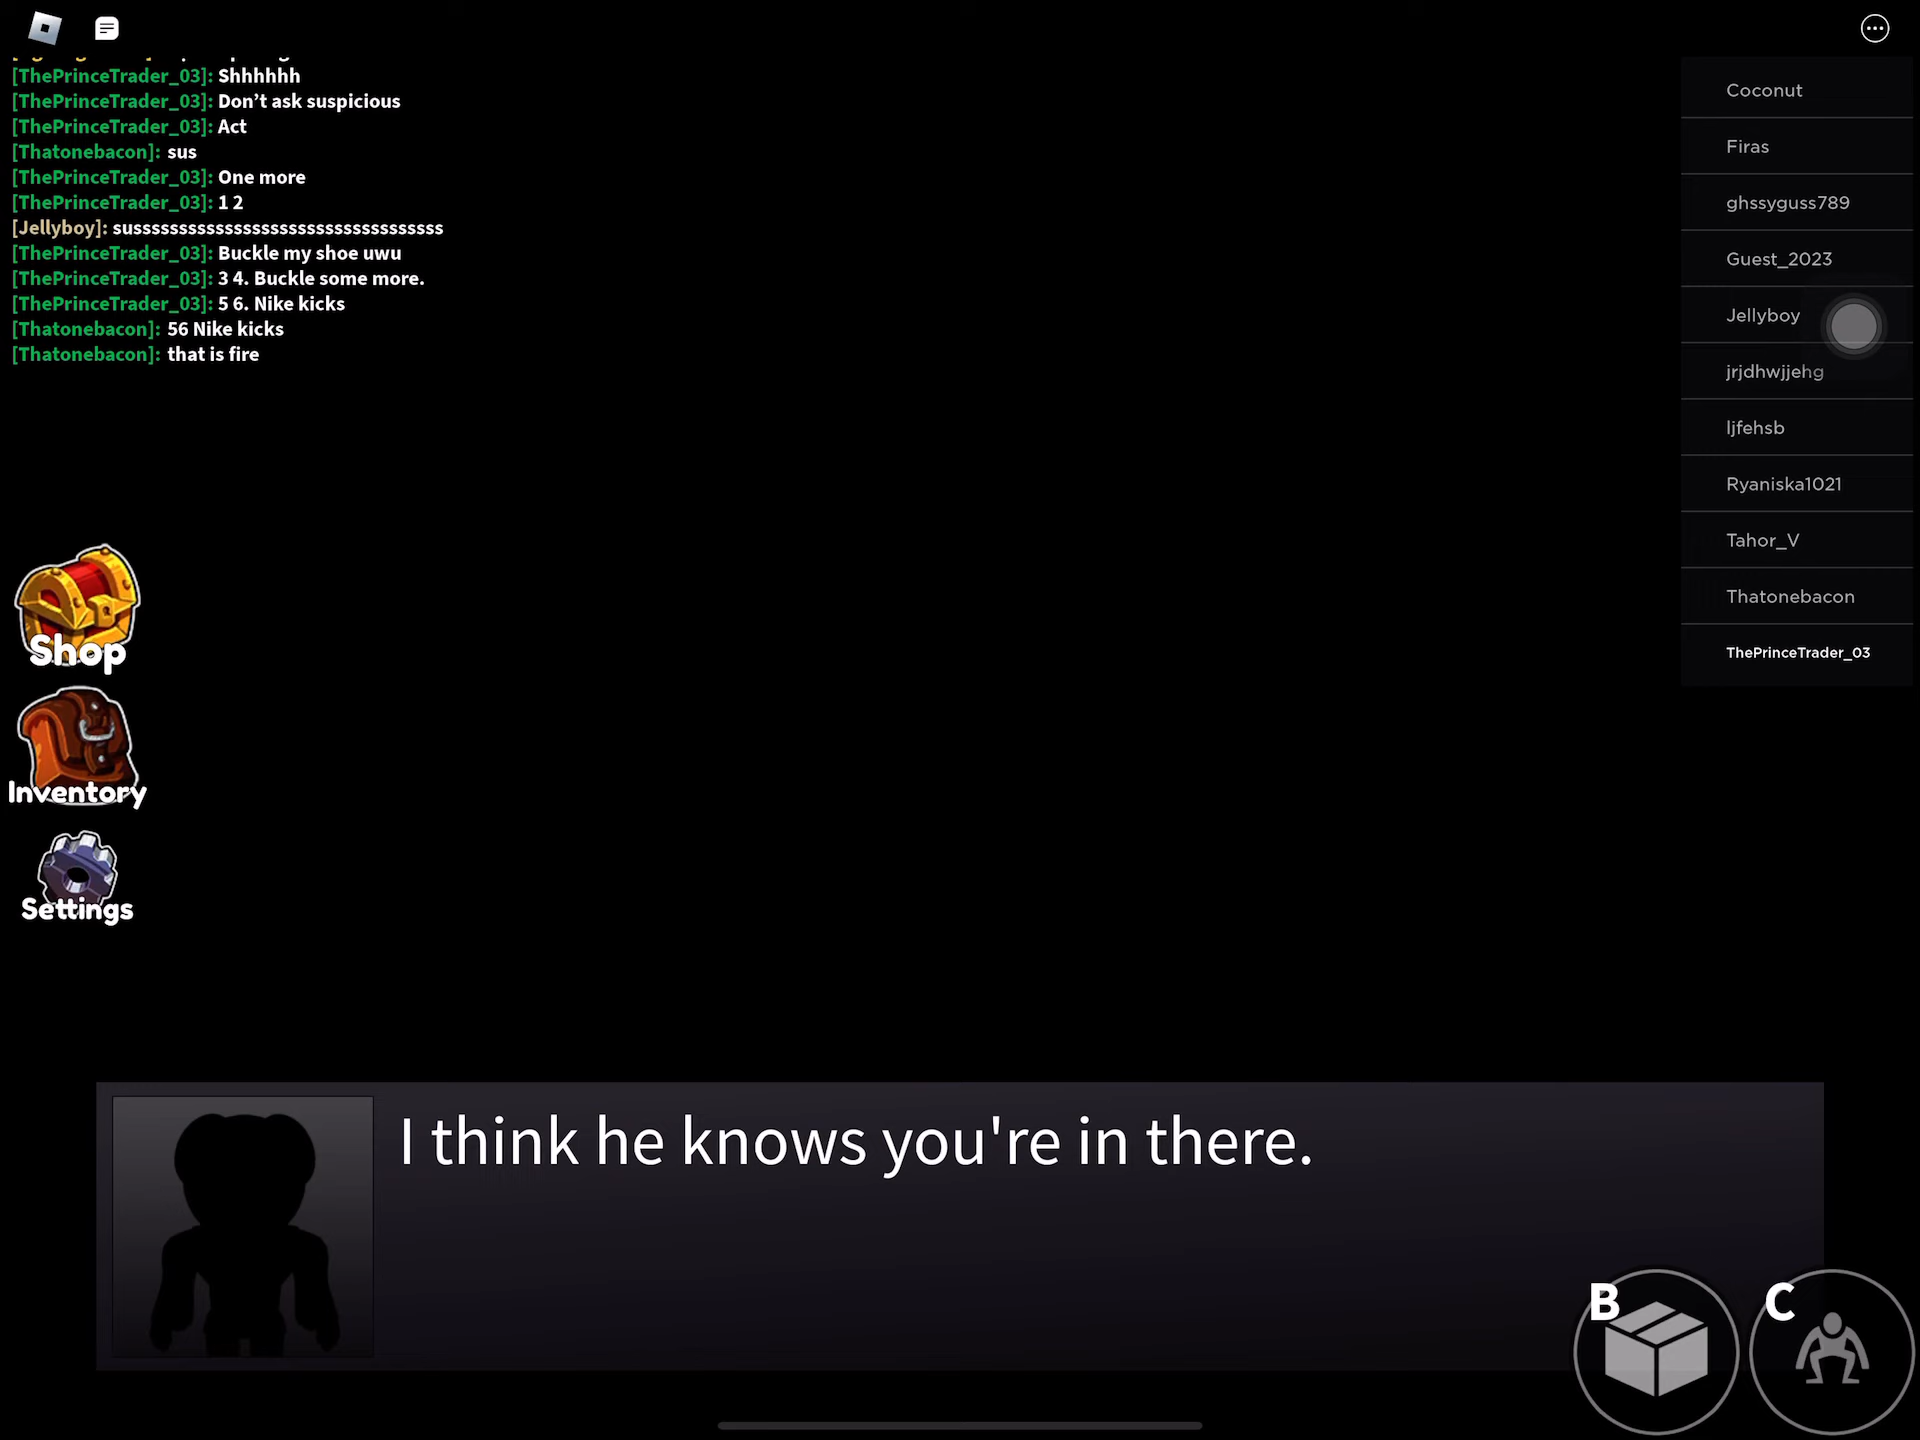 [ThePrinceTrader_03]: Shhhhhh
[ThePrinceTrader_03]: Don’t ask suspicious
[ThePrinceTrader_03]: Act
[Thatonebacon]: sus
[ThePrinceTrader_03]: One more
[ThePrinceTrader_03]: 1 2
[Jellyboy]: susssssssssssssssssssssssssssssssss
[ThePrinceTrader_03]: Buckle my shoe uwu
[ThePrinceTrader_03]: 3 4. Buckle some more.
[ThePrinceTrader_03]: 5 6. Nike kicks
[Thatonebacon]: 56 Nike kicks
[Thatonebacon]: that is fire
Coconut
Firas
ghssyguss789
Guest_2023
Jellyboy
jrjdhwjjehg
ljfehsb
Ryaniska1021
Tahor_V
Thatonebacon
ThePrinceTrader_03
Shop
Inventory
Settings
I think he knows you're in there.
B
C